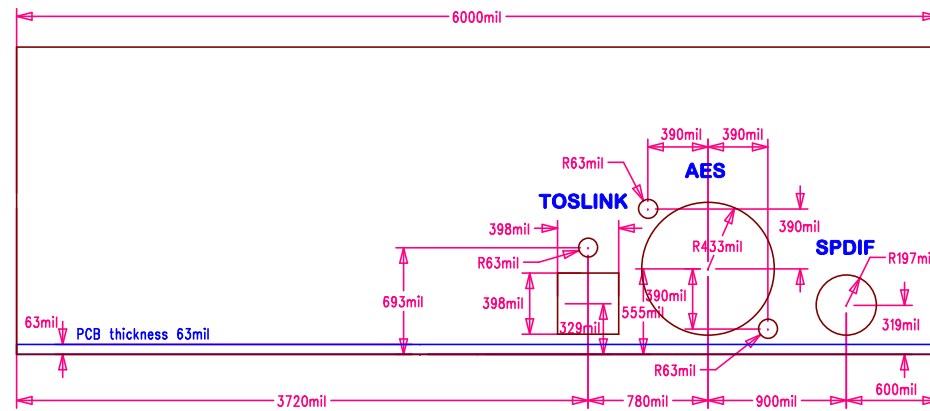 6000mil
390mil 390mil
R63mil
AES
TOSLINK
398mil
390mil
R433mil
SPDIF
R63mil
R197mi
693mil
398mil
390mil
555mil
319mil
63mil
PCB thickness 63mil
329mil
R63mil
600mil
3720mil
780mil
900mil